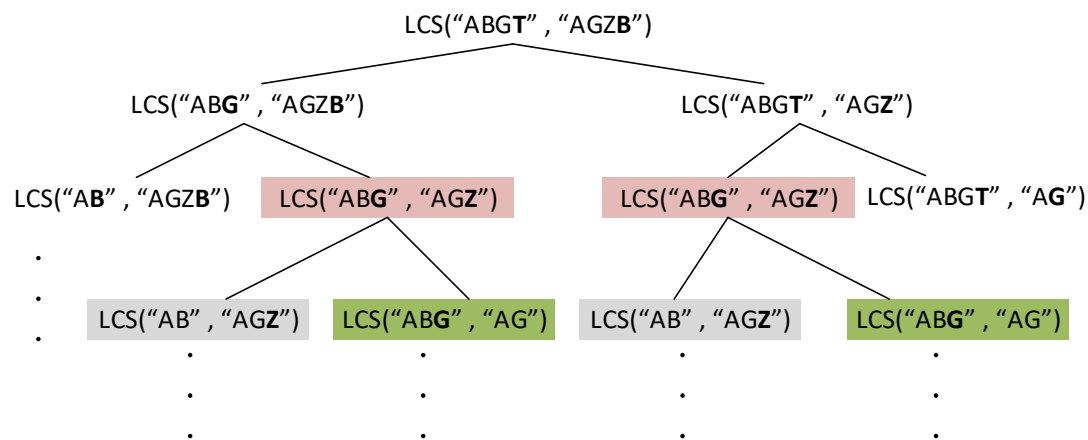 LCS(“ABGT” , “AGZB”)
LCS(“ABG” , “AGZB”) LCS(“ABGT” , “AGZ”)
LCS(“AB” , “AGZB”) LCS(“ABG” , “AGZ”) LCS(“ABG” , “AGZ”) LCS(“ABGT” , “AG”)
LCS(“AB” , “AGZ”) LCS(“ABG” , “AG”) LCS(“AB” , “AGZ”) LCS(“ABG” , “AG”)